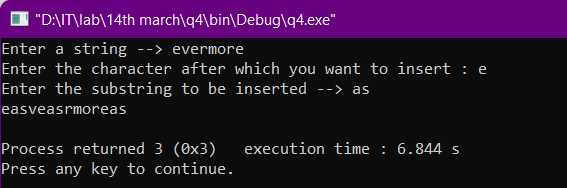 "D:\IT\lab\14th march\q4\bin\Debug\q4.exe"
Enter a string --> evermore
Enter the character after which you want to insert : e
Enter the substring to be inserted --> as
easveasrmoreas
Process returned 3 (0x3)   execution time : 6.844 s
Press any key to continue.